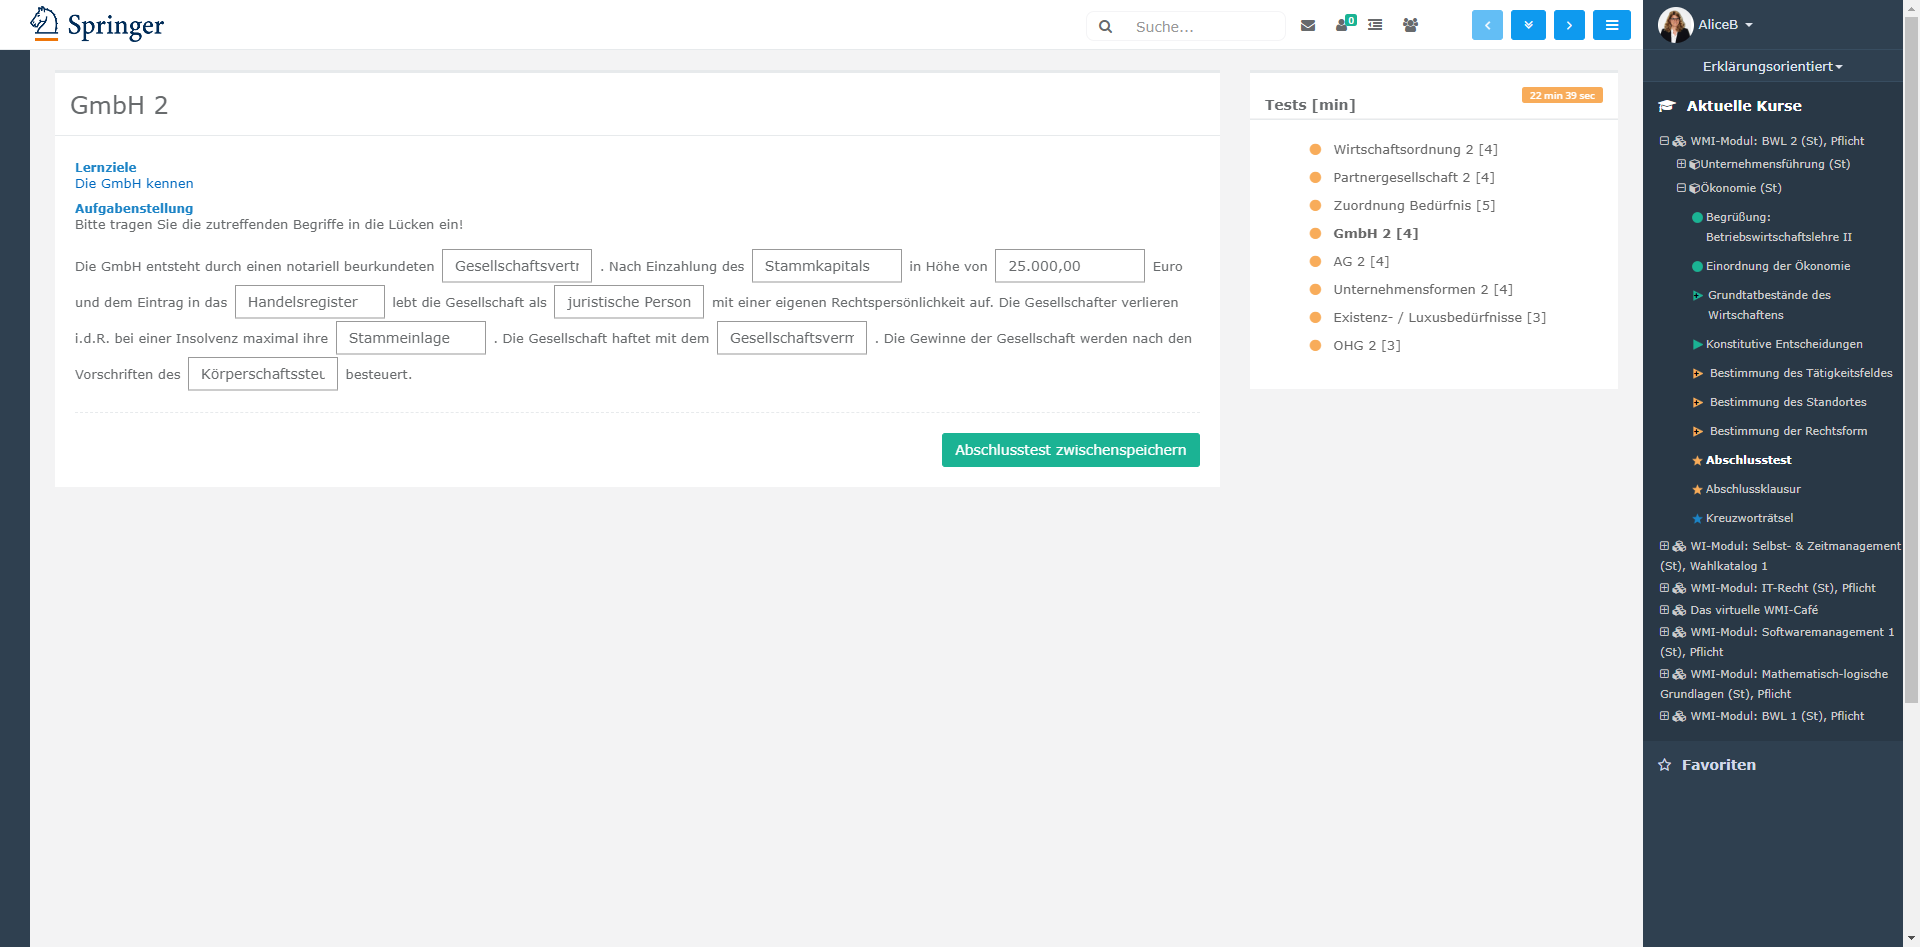 Springer
Suche...
0
AliceB
Erklärungsorientiert
GmbH 2
Lernziele
Die GmbH kennen
Aufgabenstellung
Bitte tragen Sie die zutreffenden Begriffe in die Lücken ein!
Die GmbH entsteht durch einen notariell beurkundeten Gesellschaftsvertr . Nach Einzahlung des Stammkapitals in Höhe von 25.000,00 Euro
und dem Eintrag in das Handelsregister lebt die Gesellschaft als juristische Person mit einer eigenen Rechtspersönlichkeit auf. Die Gesellschafter verlieren
i.d.R. bei einer Insolvenz maximal ihre Stammeinlage . Die Gesellschaft haftet mit dem Gesellschaftsverm . Die Gewinne der Gesellschaft werden nach den
Vorschriften des Körperschaftssteu besteuert.
Abschlusstest zwischenspeichern
Tests [min]
22 min 39 sec
Wirtschaftsordnung 2 [4]
Partnergesellschaft 2 [4]
Zuordnung Bedürfnis [5]
GmbH 2 [4]
AG 2 [4]
Unternehmensformen 2 [4]
Existenz- / Luxusbedürfnisse [3]
OHG 2 [3]
Aktuelle Kurse
WMI-Modul: BWL 2 (St), Pflicht
Unternehmensführung (St)
Ökonomie (St)
Begrüßung:
Betriebswirtschaftslehre II
Einordnung der Ökonomie
Grundtatbestände des
Wirtschaftens
Konstitutive Entscheidungen
Bestimmung des Tätigkeitsfeldes
Bestimmung des Standortes
Bestimmung der Rechtsform
Abschlusstest
Abschlussklausur
Kreuzworträtsel
WI-Modul: Selbst- & Zeitmanagement
(St), Wahlkatalog 1
WMI-Modul: IT-Recht (St), Pflicht
Das virtuelle WMI-Café
WMI-Modul: Softwaremanagement 1
(St), Pflicht
WMI-Modul: Mathematisch-logische
Grundlagen (St), Pflicht
WMI-Modul: BWL 1 (St), Pflicht
Favoriten